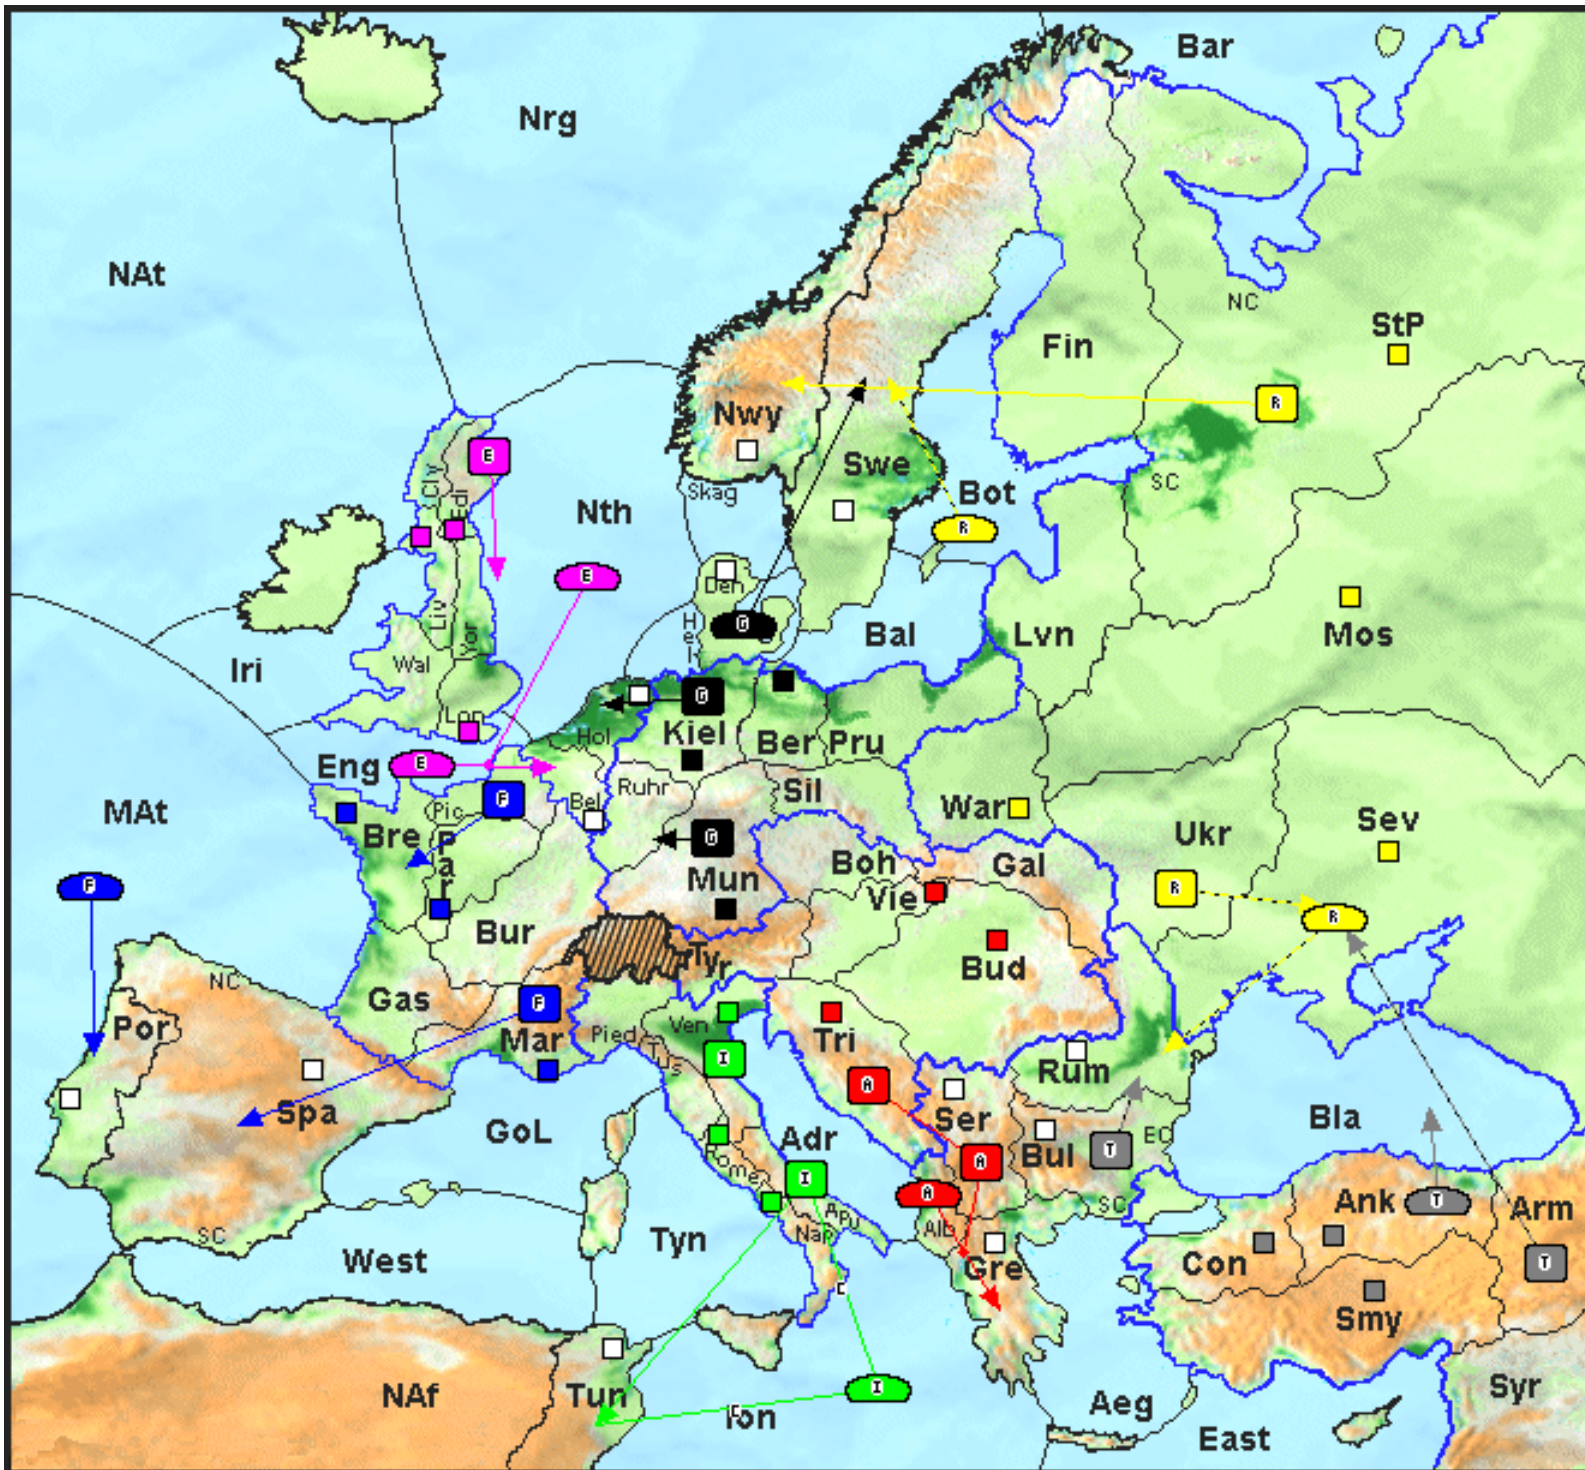 Bar
Nrg
NAt
NC
StP
Fin
R
Nwy
Swe
E
Cly
Edi
Skag
SC
Bot
R
Nth
E
Den
G
Hel
Bal
Lvn
Mos
Liv
Yor
Wal
Iri
Lon
G
Hol
Kiel
Ber
Pru
Eng
E
F
Pic
Bel
Ruhr
Sil
War
MAt
Bre
Par
G
Mun
Boh
Gal
Ukr
Sev
F
Vie
R
R
Bur
Bud
Tyr
NC
Gas
F
Mar
Pied
Ven
Tus
I
Tri
Rum
Por
Spa
GoL
A
Ser
Bla
Adr
Rome
A
Bul
T
EC
I
Apu
Nap
A
Alb
SC
Ank
T
Arm
SC
West
Tyn
Gre
Con
T
C
Smy
NAf
Tun
I
C
Ion
Aeg
East
Syr